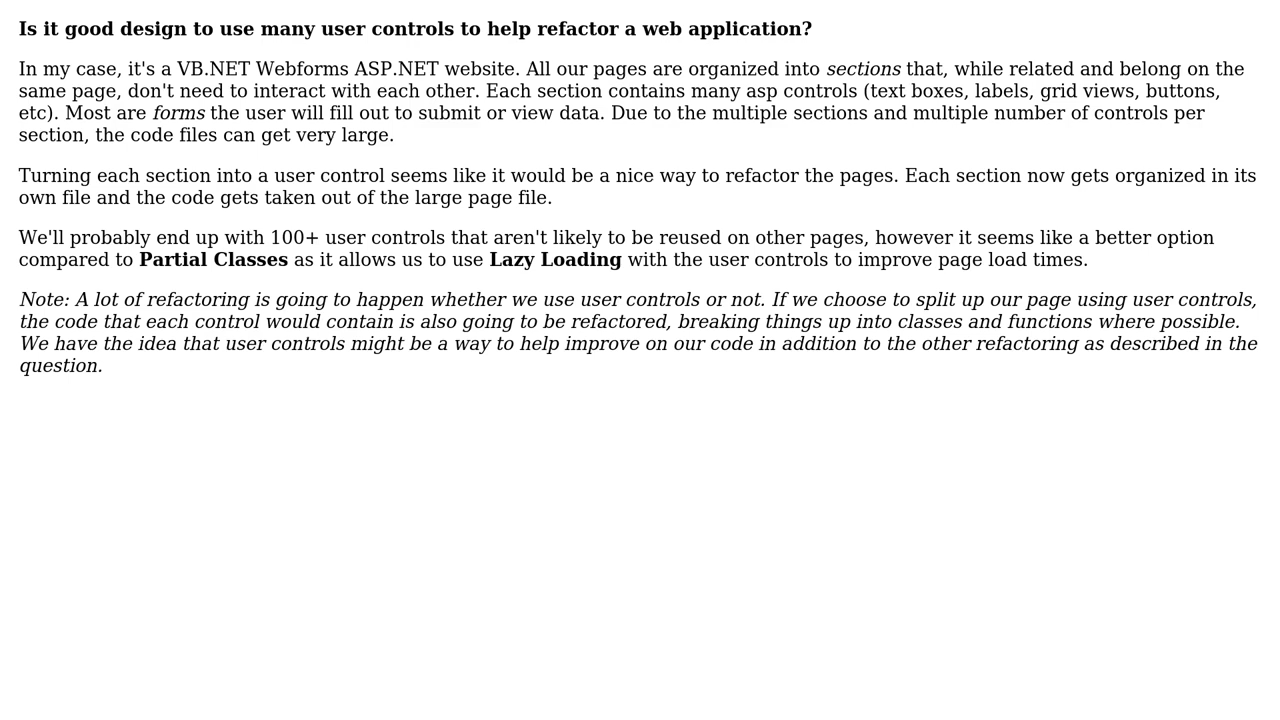 Is it good design to use many user controls to help refactor a web application?
In my case, it's a VB.NET Webforms ASP.NET website. All our pages are organized into sections that, while related and belong on the
same page, don't need to interact with each other. Each section contains many asp controls (text boxes, labels, grid views, buttons,
etc). Most are forms the user will fill out to submit or view data. Due to the multiple sections and multiple number of controls per
section, the code files can get very large.
Turning each section into a user control seems like it would be a nice way to refactor the pages. Each section now gets organized in its
own file and the code gets taken out of the large page file.
We'll probably end up with 100+ user controls that aren't likely to be reused on other pages, however it seems like a better option
compared to Partial Classes as it allows us to use Lazy Loading with the user controls to improve page load times.
Note: A lot of refactoring is going to happen whether we use user controls or not. If we choose to split up our page using user controls,
the code that each control would contain is also going to be refactored, breaking things up into classes and functions where possible.
We have the idea that user controls might be a way to help improve on our code in addition to the other refactoring as described in the
question.